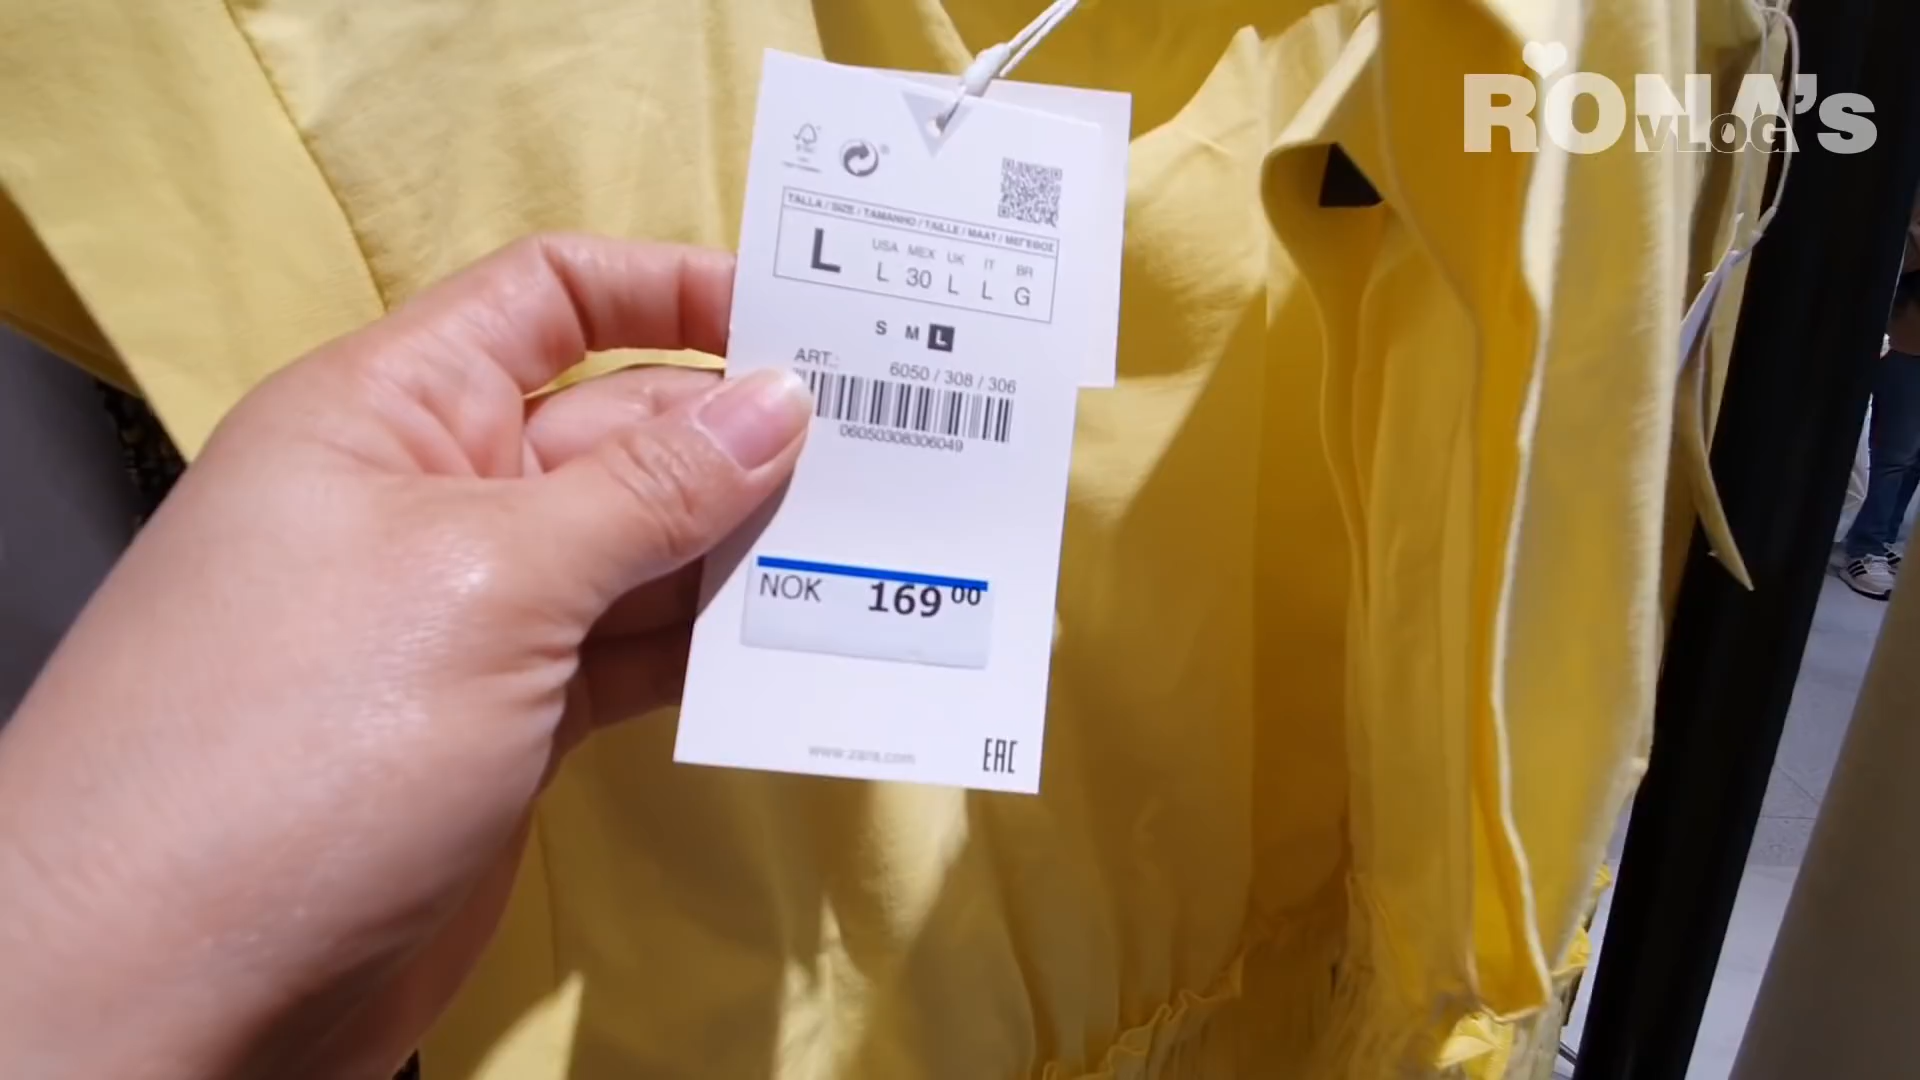 RONA's
VLOG
TALLA / SIZE / TAMANHO / TAILLE / MAAT / ΜΕΓΕΘΟΣ
L
USA MEX UK IT BR
L 30 L L G
S M L
ART.:
6050 / 308 / 306
06050308306049
NOK 169 00
www.zara.com
EAC